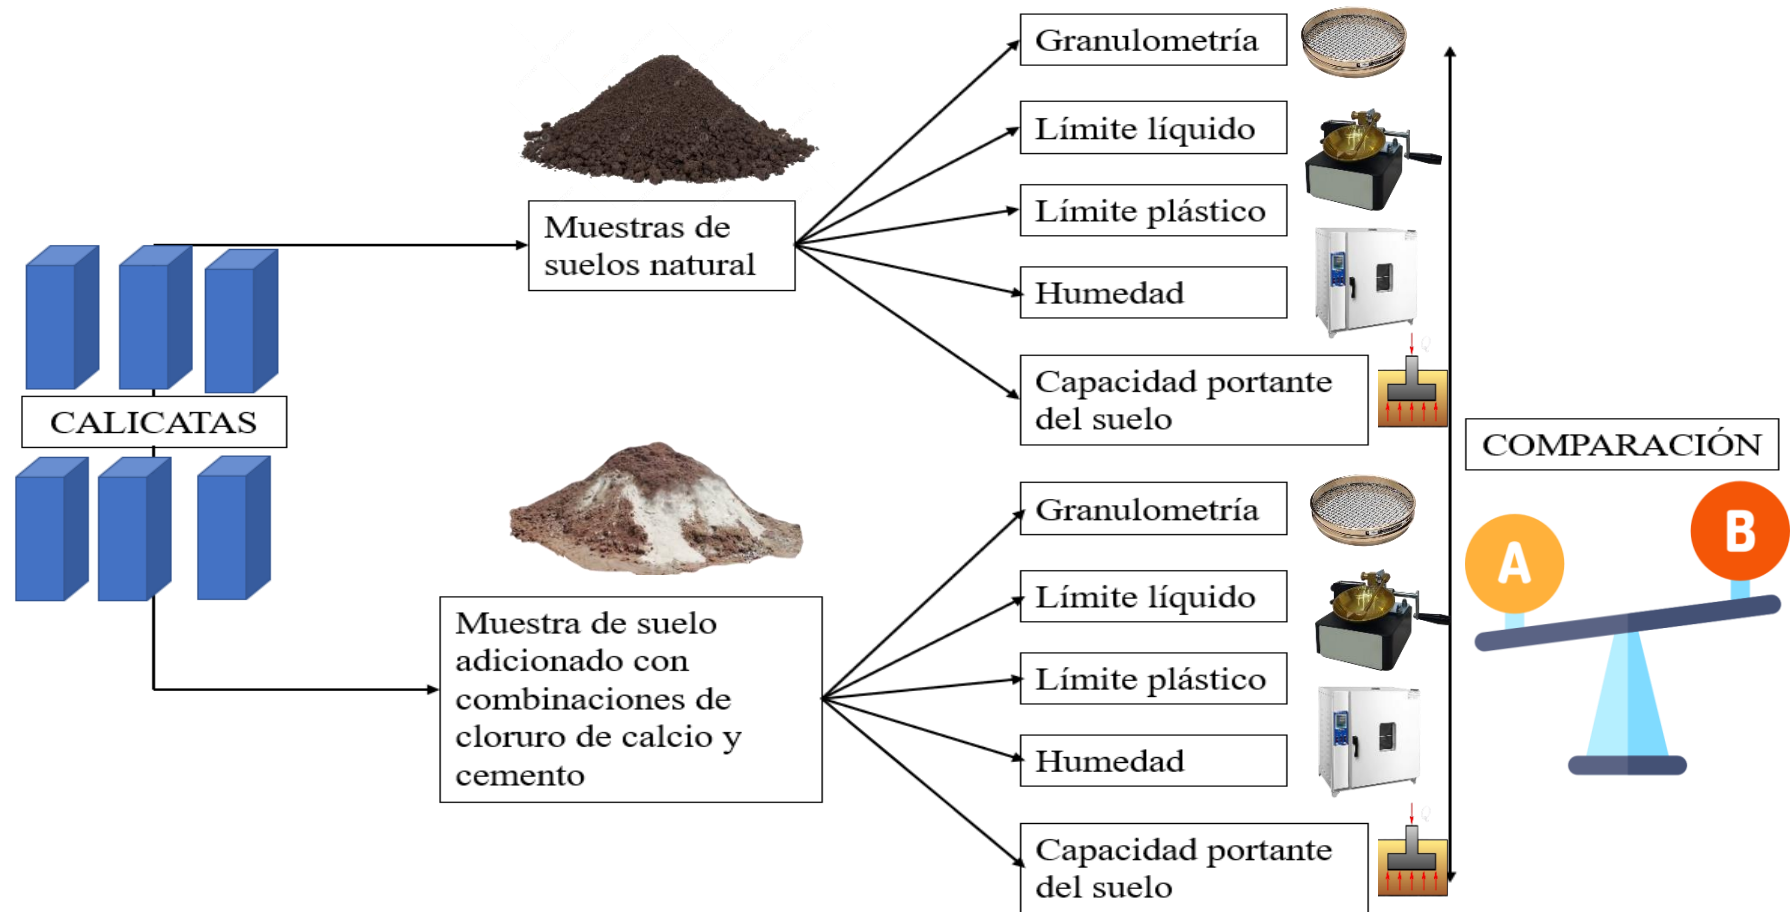 Granulometría
Límite líquido
Límite plástico
Humedad
Capacidad portante
del suelo
Muestras de
suelos natural
CALICATAS
Q
COMPARACIÓN
A
B
Granulometría
Límite líquido
Límite plástico
Humedad
Capacidad portante
del suelo
Muestra de suelo
adicionado con
combinaciones de
cloruro de calcio y
cemento
Q